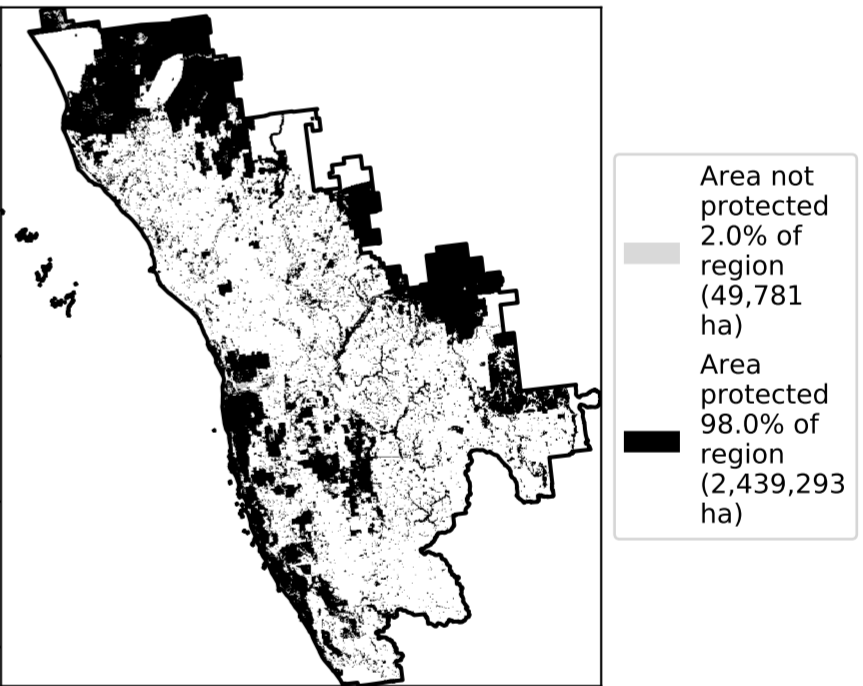 Area not
protected
2.0% of
region
(49,781
ha)
Area
protected
98.0% of
region
(2,439,293
ha)